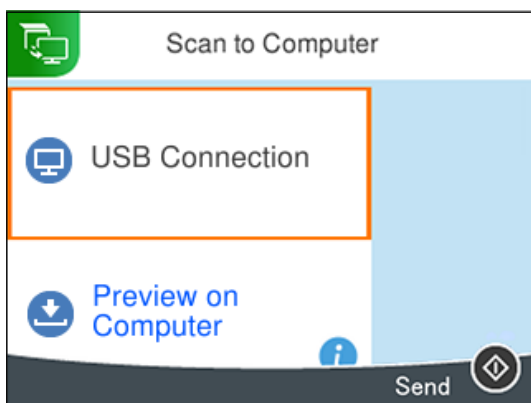 Scan to Computer
USB Connection
Preview on
Computer
i
Send